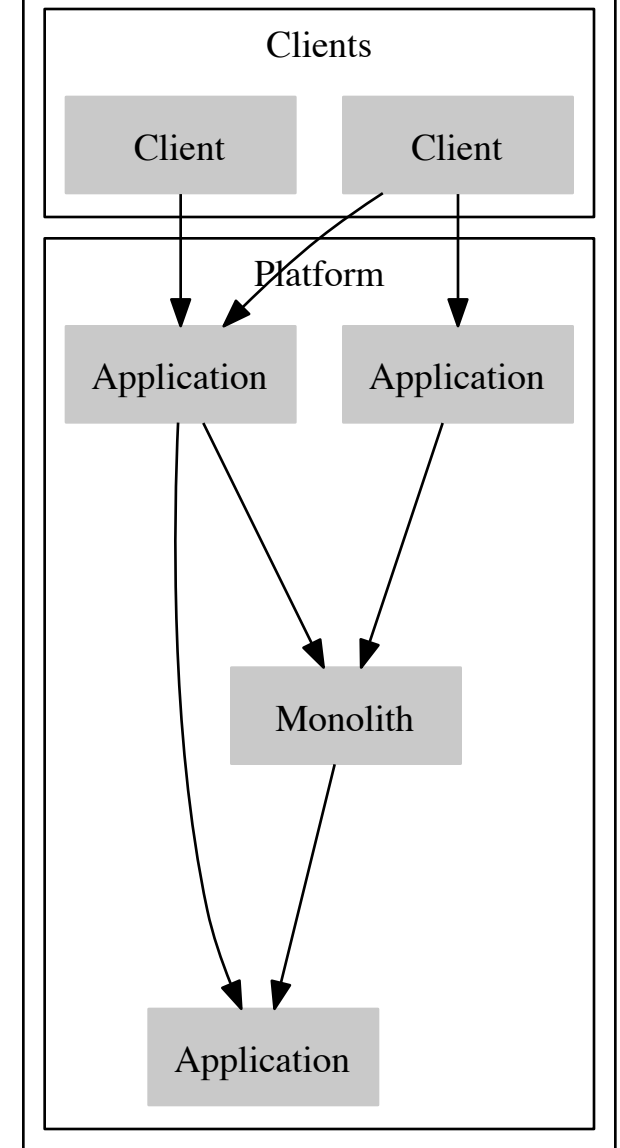 Clients
Client
Client
Platform
Application
Application
Monolith
Application